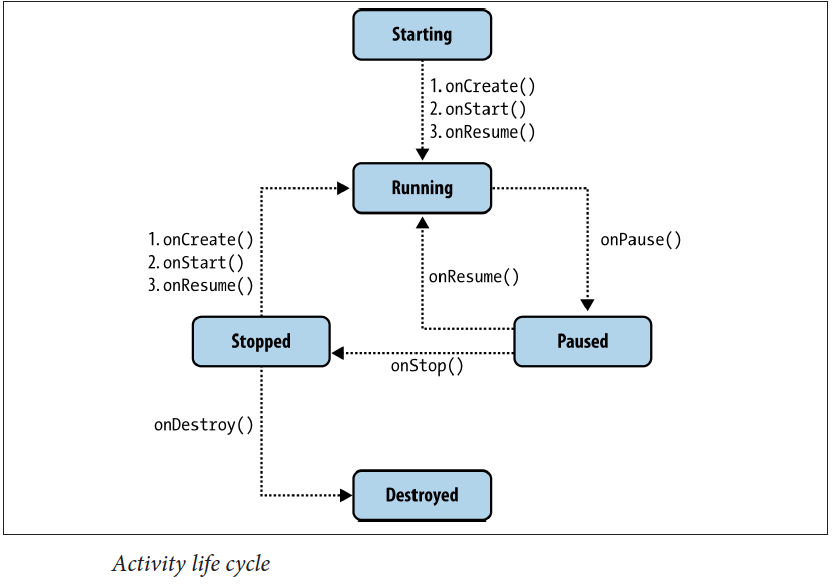 Starting
1. onCreate()
2. onStart()
3. onResume()
Running
1. onCreate()
2. onStart()
3. onResume()
onPause()
onResume()
Stopped
Paused
onStop()
onDestroy()
Destroyed
Activity life cycle